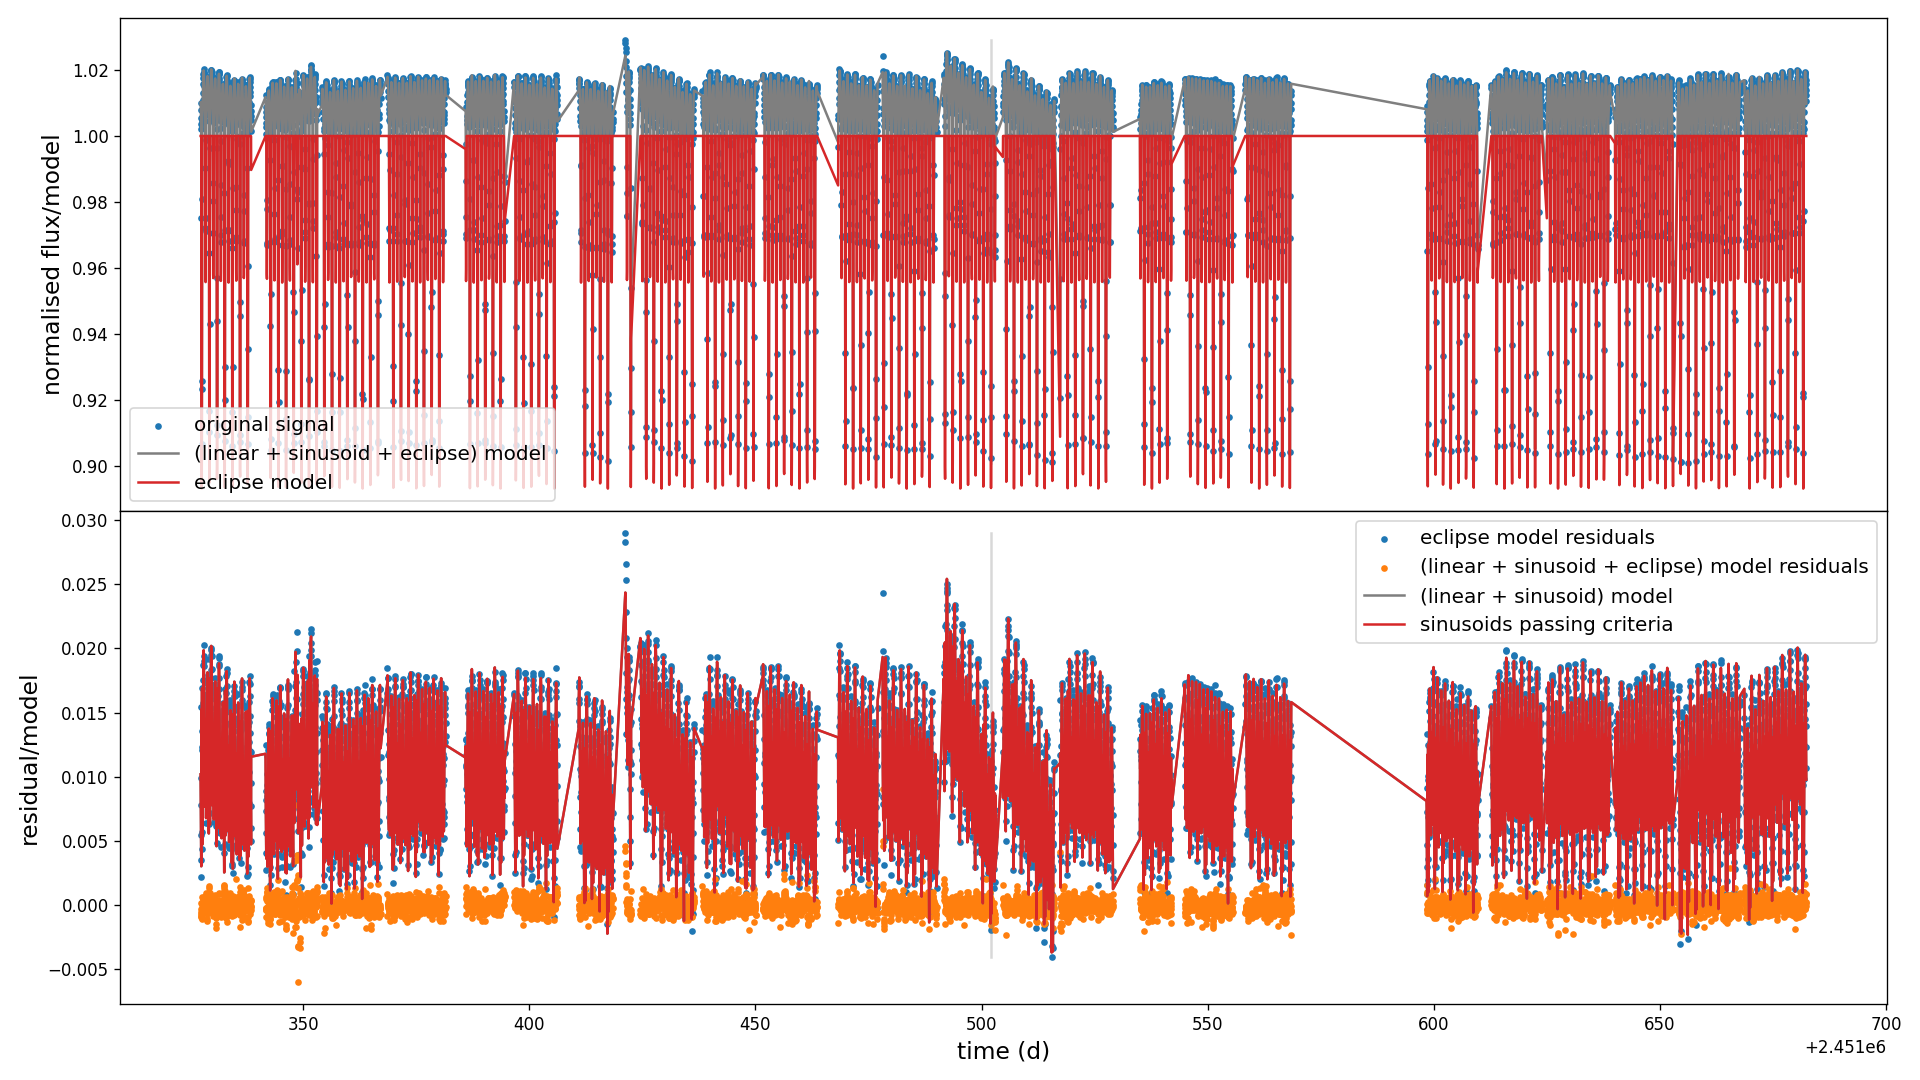 normalised flux/model
1.02
1.00
0.98
0.96
0.94
0.92
0.90
original signal
(linear + sinusoid + eclipse) model
eclipse model
residual/model
0.030
0.025
0.020
0.015
0.010
0.005
0.000
−0.005
eclipse model residuals
(linear + sinusoid + eclipse) model residuals
(linear + sinusoid) model
sinusoids passing criteria
350
400
450
500
550
600
650
700
time (d)
+2.451e6